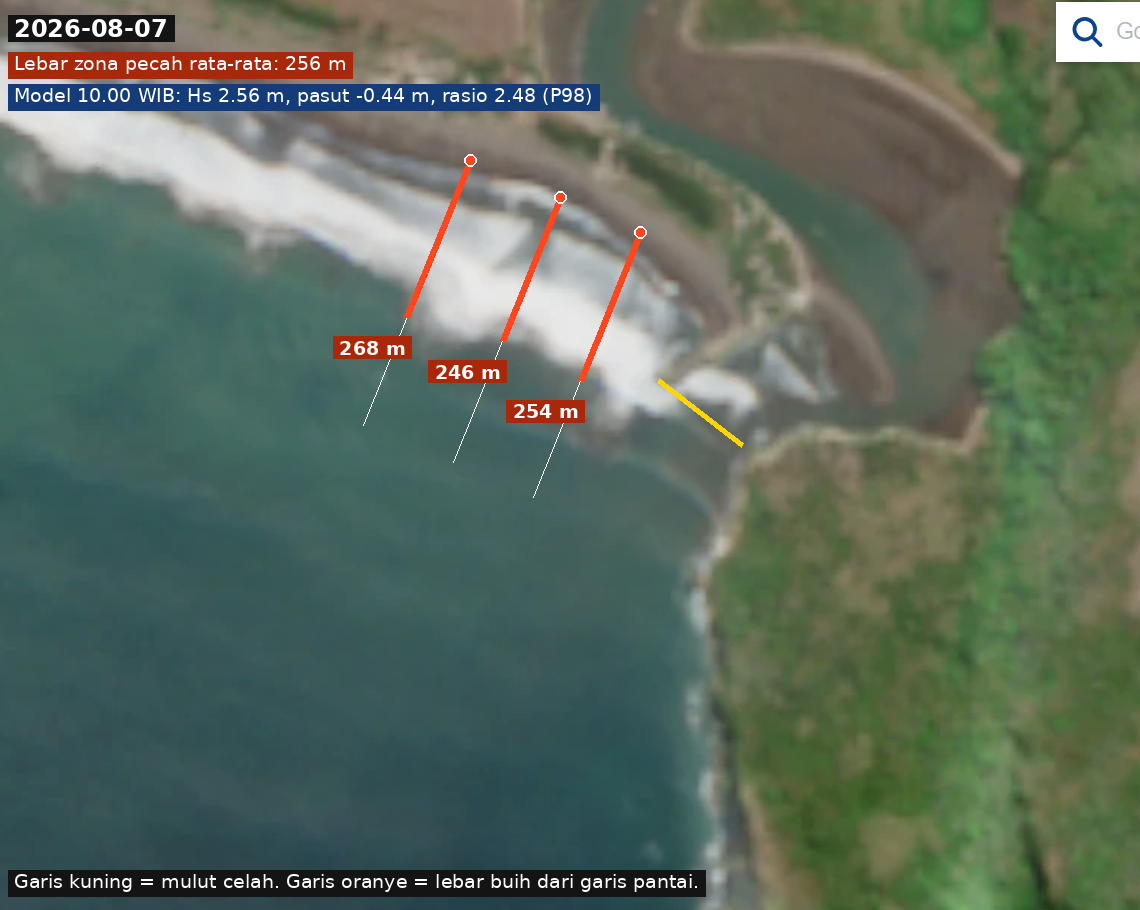 2026-08-07
Go
Lebar zona pecah rata-rata: 256 m
Model 10.00 WIB: Hs 2.56 m, pasut -0.44 m, rasio 2.48 (P98)
268 m
246 m
254 m
Garis kuning = mulut celah. Garis oranye = lebar buih dari garis pantai.